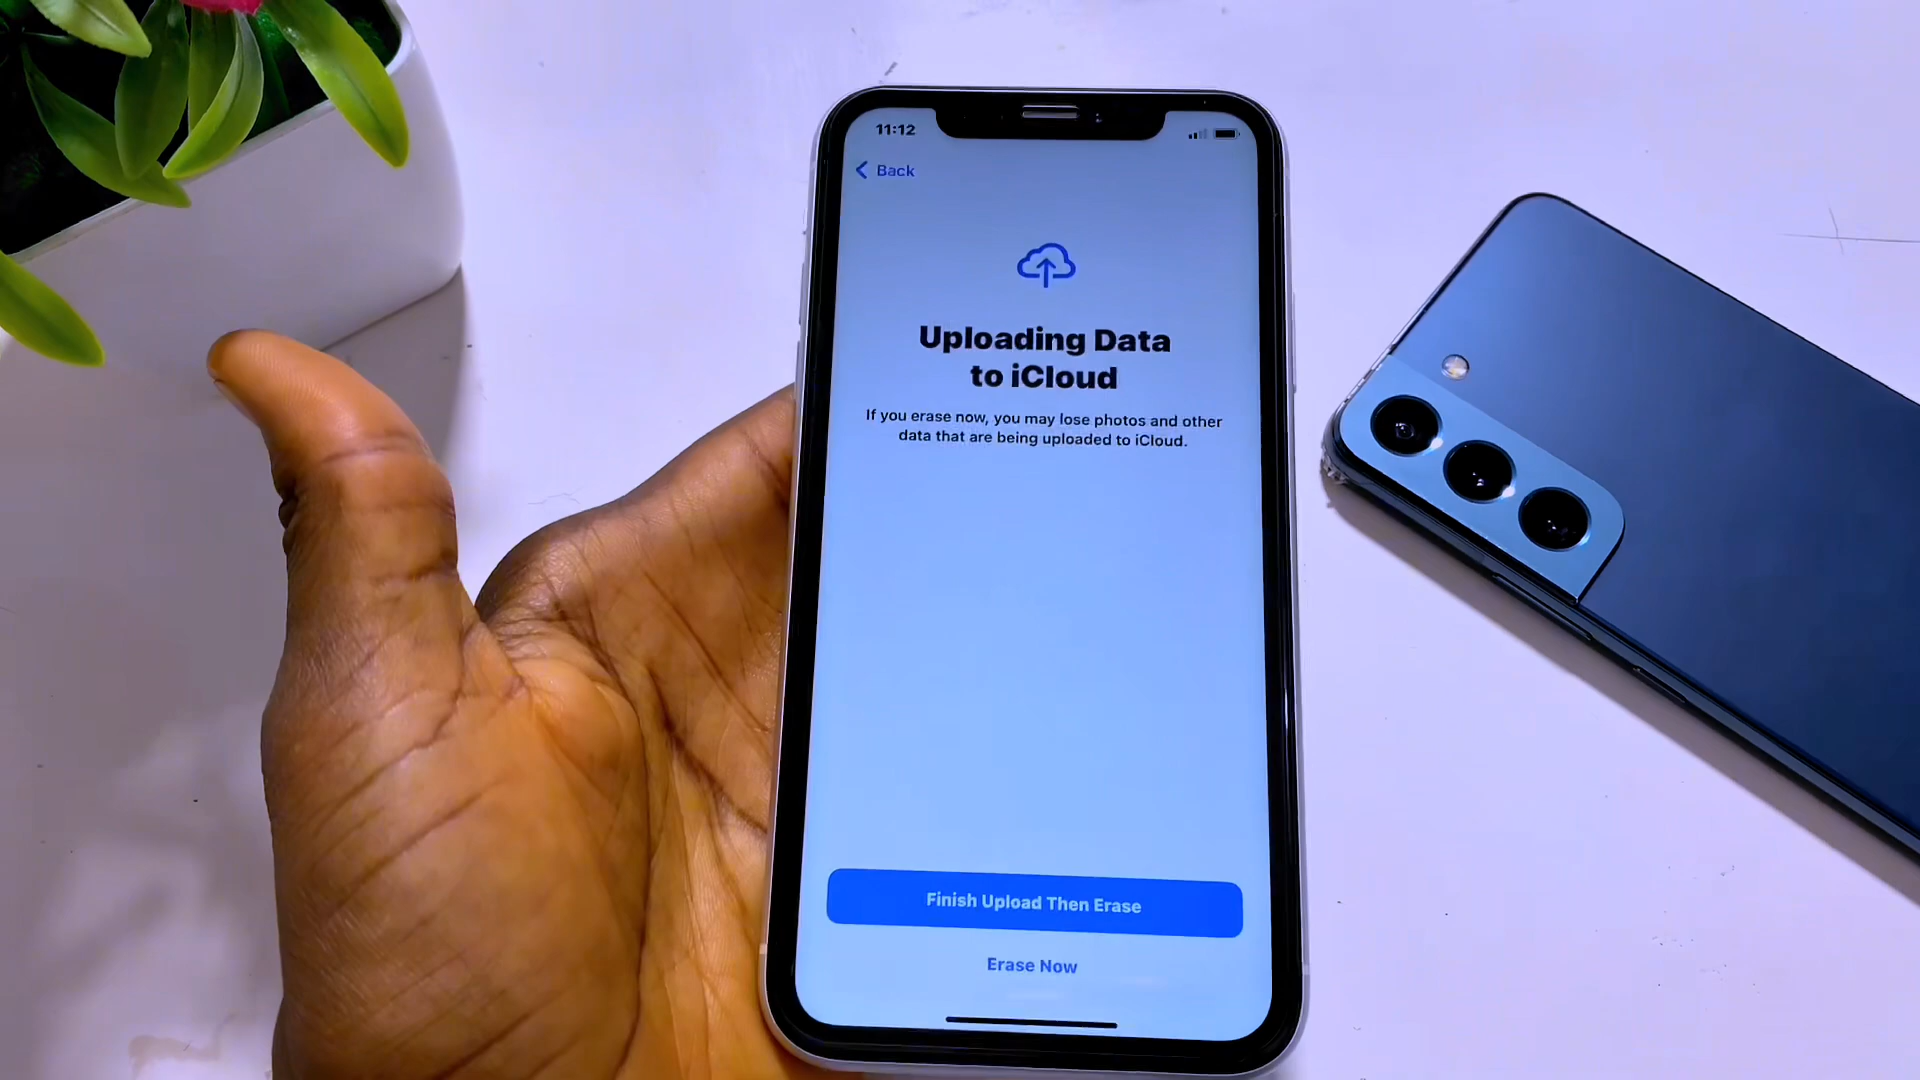 11:12
Back
Uploading Data
to iCloud
If you erase now, you may lose photos and other
data that are being uploaded to iCloud.
Finish Upload Then Erase
Erase Now